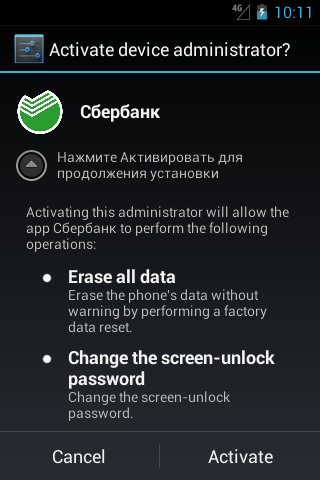 4G 10:11
Activate device administrator?
Сбербанк
Нажмите Активировать для
продолжения установки
Activating this administrator will allow the
app Сбербанк to perform the following
operations:
Erase all data
Erase the phone's data without
warning by performing a factory
data reset.
Change the screen-unlock
password
Change the screen-unlock
password.
Cancel Activate